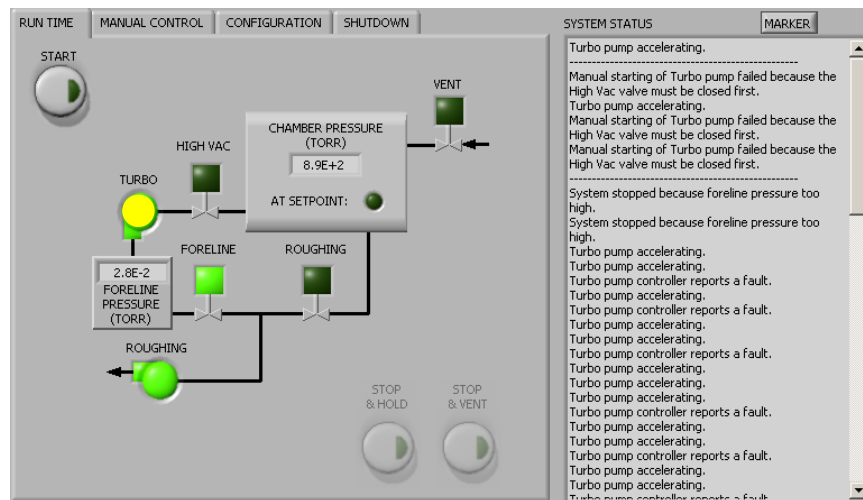 RUN TIME
MANUAL CONTROL
CONFIGURATION
SHUTDOWN
START
VENT
CHAMBER PRESSURE
(TORR)
8.9E+2
AT SETPOINT:
HIGH VAC
TURBO
FORELINE
ROUGHING
2.8E-2
FORELINE
PRESSURE
(TORR)
ROUGHING
STOP
& HOLD
STOP
& VENT
SYSTEM STATUS
MARKER
Turbo pump accelerating.
------------------------------------------------
Manual starting of Turbo pump failed because the
High Vac valve must be closed first.
Turbo pump accelerating.
Manual starting of Turbo pump failed because the
High Vac valve must be closed first.
Manual starting of Turbo pump failed because the
High Vac valve must be closed first.
------------------------------------------------
System stopped because foreline pressure too
high.
System stopped because foreline pressure too
high.
Turbo pump accelerating.
Turbo pump accelerating.
Turbo pump controller reports a fault.
Turbo pump accelerating.
Turbo pump controller reports a fault.
Turbo pump accelerating.
Turbo pump accelerating.
Turbo pump controller reports a fault.
Turbo pump accelerating.
Turbo pump accelerating.
Turbo pump accelerating.
Turbo pump controller reports a fault.
Turbo pump accelerating.
Turbo pump accelerating.
Turbo pump controller reports a fault.
Turbo pump accelerating.
Turbo pump accelerating.
Turbo pump controller reports a fault.